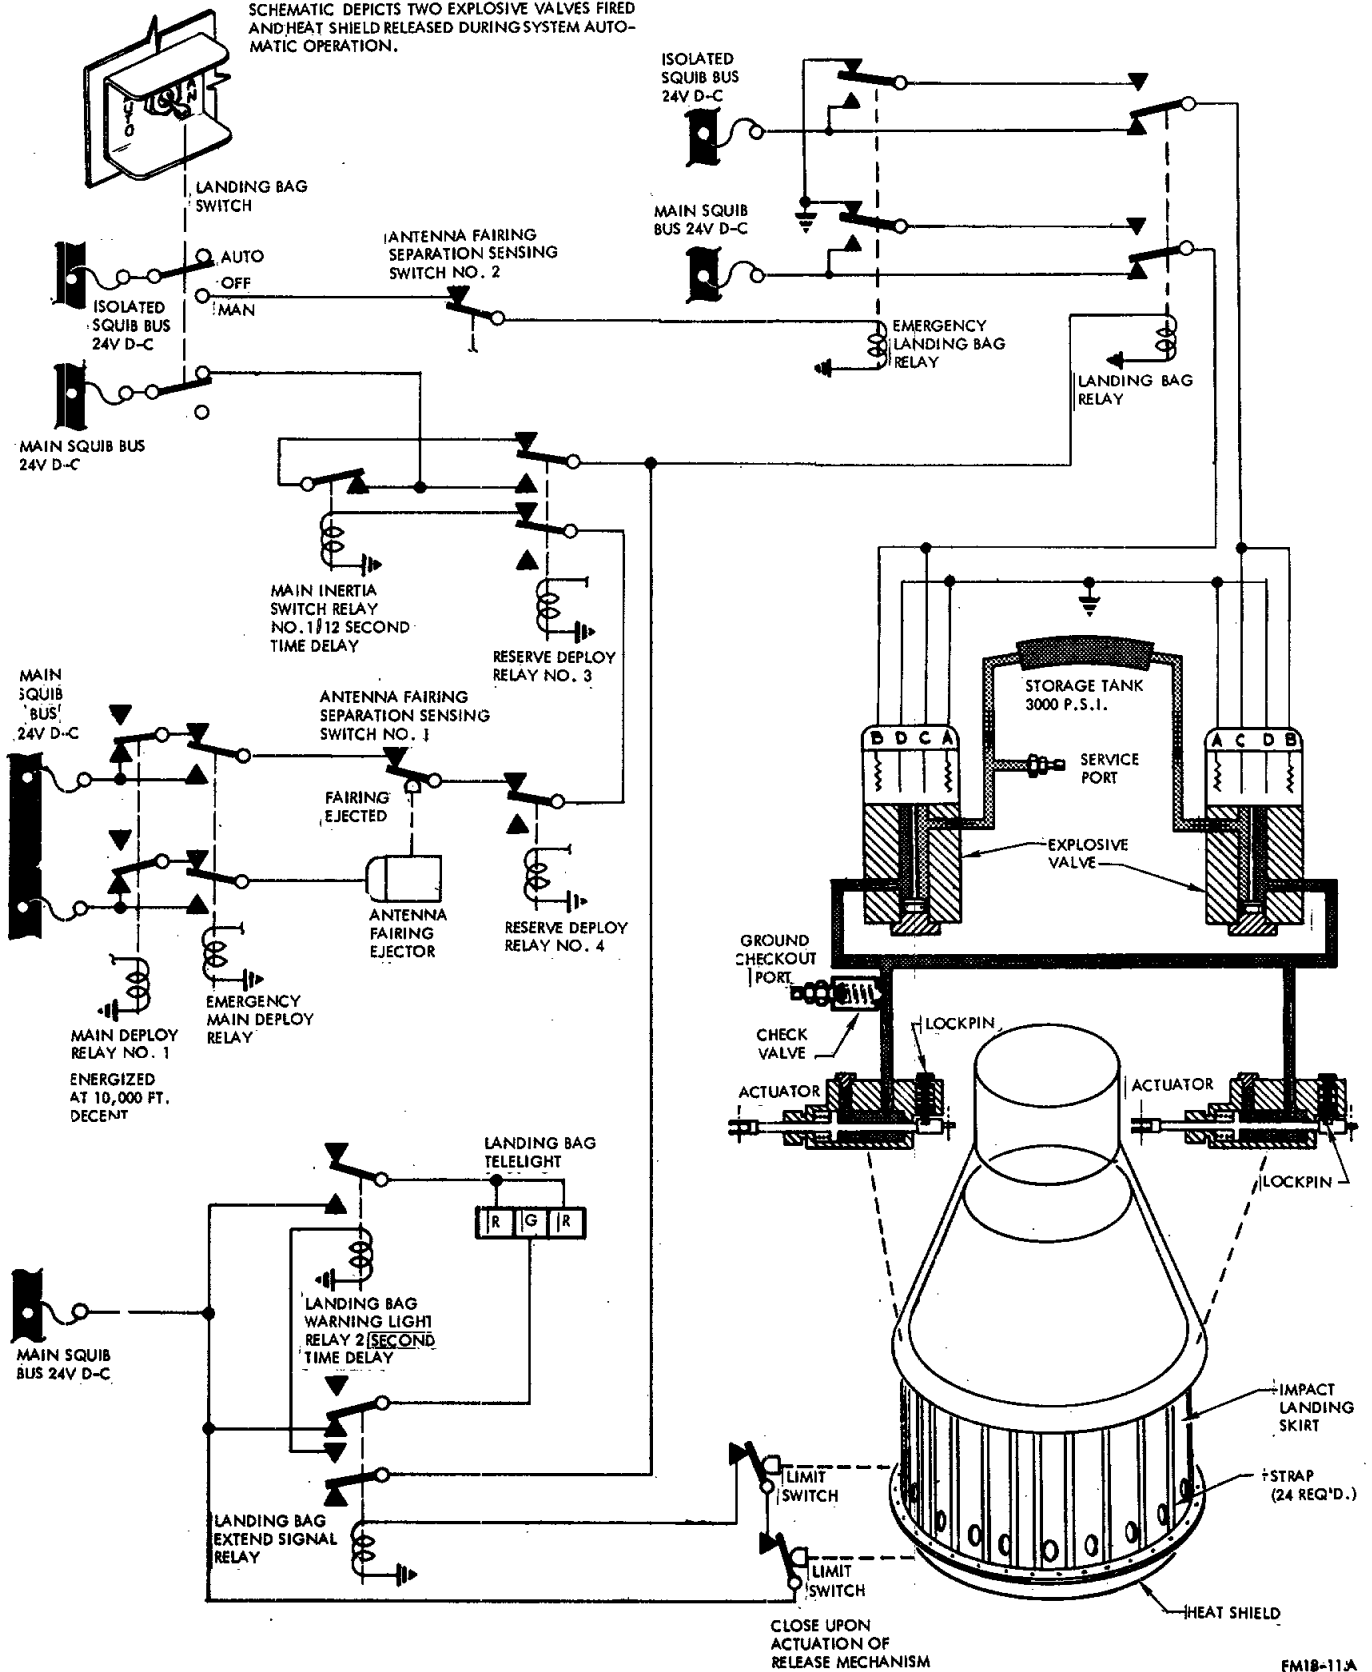 SCHEMATIC DEPICTS TWO EXPLOSIVE VALVES FIRED
AND HEAT SHIELD RELEASED DURING SYSTEM AUTO-
MATIC OPERATION.
AUTO
MAN
LANDING BAG
SWITCH
AUTO
OFF
MAN
ISOLATED
SQUIB BUS
24V D-C
MAIN SQUIB BUS
24V D-C
ANTENNA FAIRING
SEPARATION SENSING
SWITCH NO. 2
ISOLATED
SQUIB BUS
24V D-C
MAIN SQUIB
BUS 24V D-C
EMERGENCY
LANDING BAG
RELAY
LANDING BAG
RELAY
MAIN INERTIA
SWITCH RELAY
NO. 1 12 SECOND
TIME DELAY
RESERVE DEPLOY
RELAY NO. 3
MAIN
SQUIB
BUS
24V D-C
ANTENNA FAIRING
SEPARATION SENSING
SWITCH NO. 1
FAIRING
EJECTED
ANTENNA
FAIRING
EJECTOR
RESERVE DEPLOY
RELAY NO. 4
EMERGENCY
MAIN DEPLOY
RELAY
MAIN DEPLOY
RELAY NO. 1
ENERGIZED
AT 10,000 FT.
DECENT
STORAGE TANK
3000 P.S.I.
B D C A
A C D B
SERVICE
PORT
EXPLOSIVE
VALVE
GROUND
CHECKOUT
PORT
CHECK
VALVE
LOCKPIN
ACTUATOR
ACTUATOR
LOCKPIN
LANDING BAG
TELELIGHT
R G R
LANDING BAG
WARNING LIGHT
RELAY 2 SECOND
TIME DELAY
MAIN SQUIB
BUS 24V D-C
LANDING BAG
EXTEND SIGNAL
RELAY
LIMIT
SWITCH
LIMIT
SWITCH
CLOSE UPON
ACTUATION OF
RELEASE MECHANISM
IMPACT
LANDING
SKIRT
STRAP
(24 REQ'D.)
HEAT SHIELD
FM18-11A